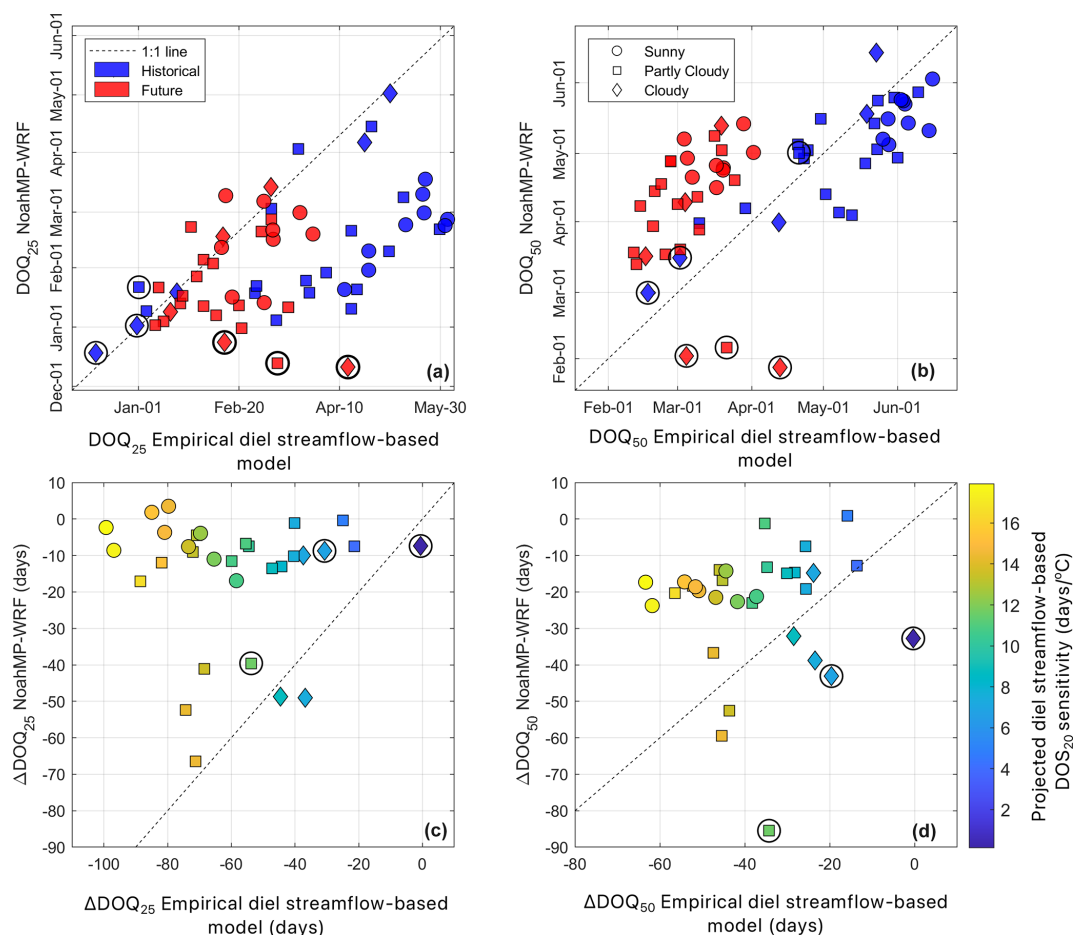 (a)
1:1 line
Historical
Future
Jun-01
May-01
Apr-01
Mar-01
Feb-01
Jan-01
Dec-01
DOQ25 NoahMP-WRF
Jan-01 Feb-20 Apr-10 May-30
DOQ25 Empirical diel streamflow-based
model
(b)
Sunny
Partly Cloudy
Cloudy
Jun-01
May-01
Apr-01
Mar-01
Feb-01
DOQ50 NoahMP-WRF
Feb-01 Mar-01 Apr-01 May-01 Jun-01
DOQ50 Empirical diel streamflow-based
model
(c)
10
0
-10
-20
-30
-40
-50
-60
-70
-80
-90
ΔDOQ25 NoahMP-WRF (days)
-100 -80 -60 -40 -20 0
ΔDOQ25 Empirical diel streamflow-based
model (days)
(d)
10
0
-10
-20
-30
-40
-50
-60
-70
-80
-90
ΔDOQ50 NoahMP-WRF (days)
-80 -60 -40 -20 0
ΔDOQ50 Empirical diel streamflow-based
model (days)
16
14
12
10
8
6
4
2
Projected diel streamflow-based
DOS20 sensitivity (days/°C)